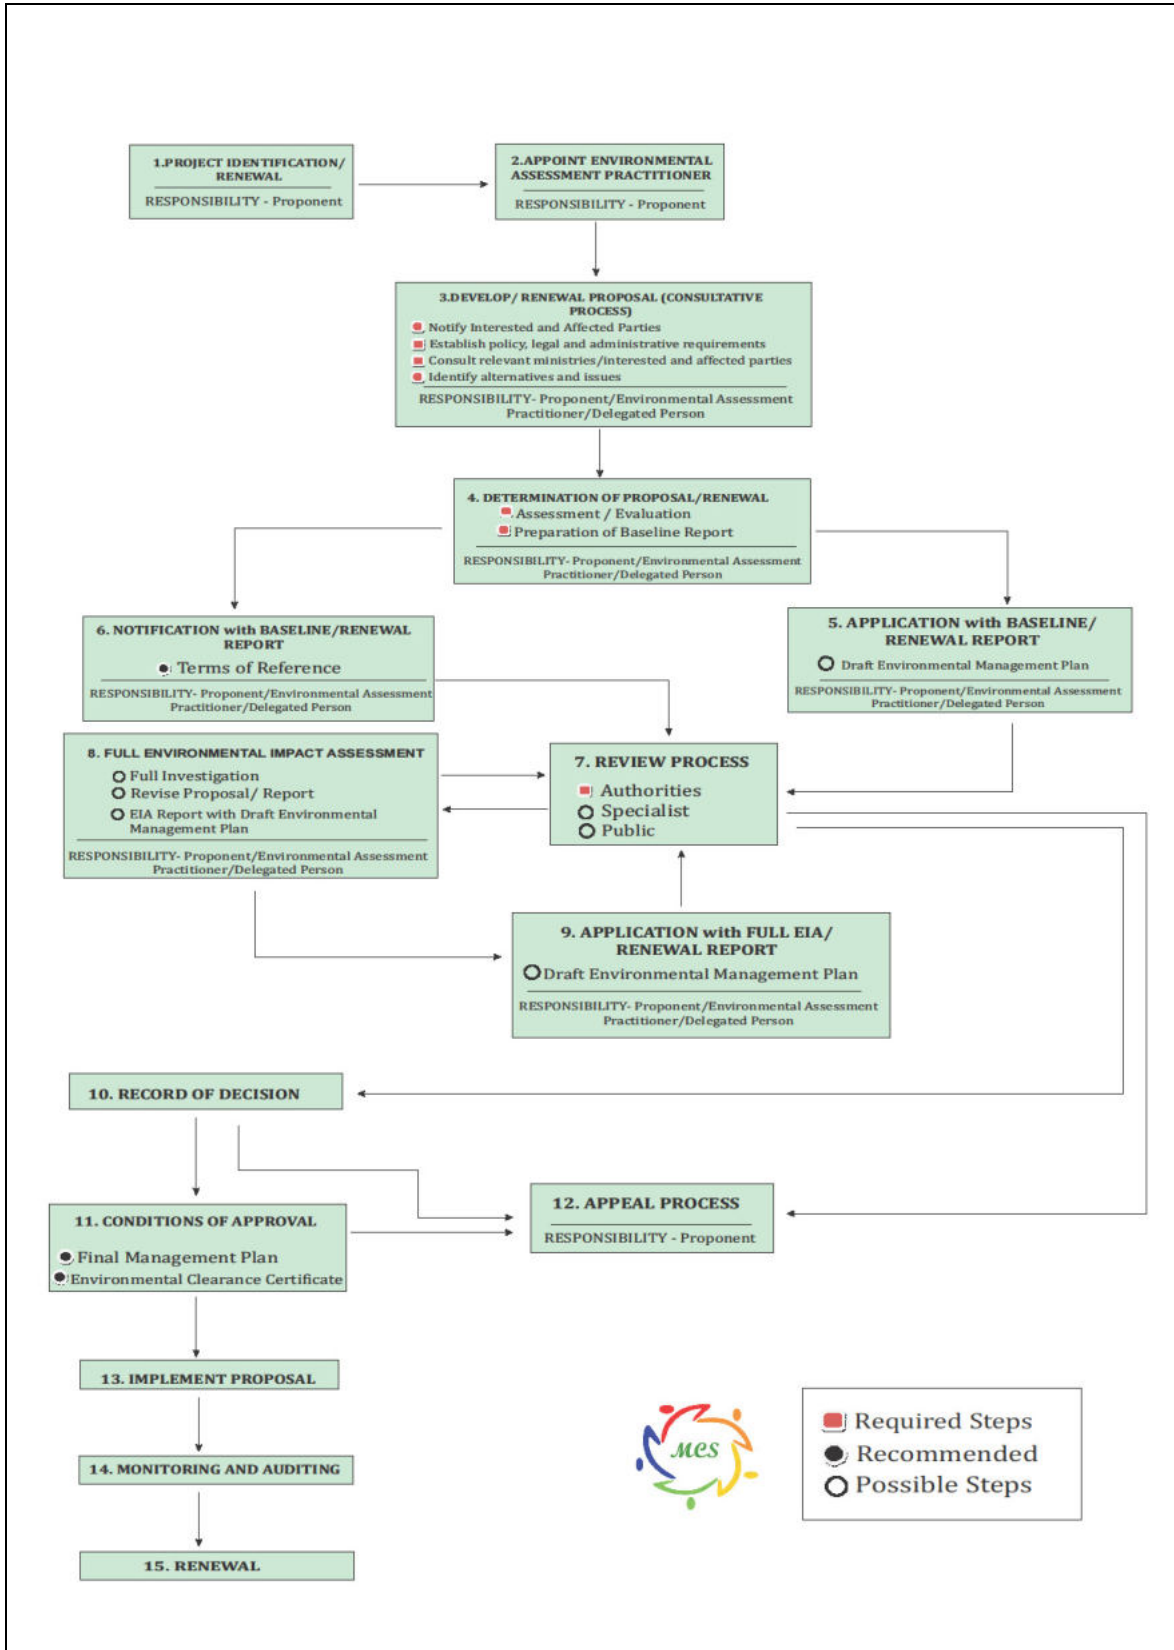 1.PROJECT IDENTIFICATION/
RENEWAL
RESPONSIBILITY - Proponent
2.APPOINT ENVIRONMENTAL
ASSESSMENT PRACTITIONER
RESPONSIBILITY - Proponent
3.DEVELOP/ RENEWAL PROPOSAL (CONSULTATIVE
PROCESS)
Notify Interested and Affected Parties
Establish policy, legal and administrative requirements
Consult relevant ministries/interested and affected parties
Identify alternatives and issues
RESPONSIBILITY- Proponent/Environmental Assessment
Practitioner/Delegated Person
4. DETERMINATION OF PROPOSAL/RENEWAL
Assessment / Evaluation
Preparation of Baseline Report
RESPONSIBILITY- Proponent/Environmental Assessment
Practitioner/Delegated Person
5. APPLICATION with BASELINE/
RENEWAL REPORT
Draft Environmental Management Plan
RESPONSIBILITY- Proponent/Environmental Assessment
Practitioner/Delegated Person
6. NOTIFICATION with BASELINE/RENEWAL
REPORT
Terms of Reference
RESPONSIBILITY- Proponent/Environmental Assessment
Practitioner/Delegated Person
7. REVIEW PROCESS
Authorities
Specialist
Public
8. FULL ENVIRONMENTAL IMPACT ASSESSMENT
Full Investigation
Revise Proposal/ Report
EIA Report with Draft Environmental
Management Plan
RESPONSIBILITY- Proponent/Environmental Assessment
Practitioner/Delegated Person
9. APPLICATION with FULL EIA/
RENEWAL REPORT
Draft Environmental Management Plan
RESPONSIBILITY- Proponent/Environmental Assessment
Practitioner/Delegated Person
10. RECORD OF DECISION
11. CONDITIONS OF APPROVAL
Final Management Plan
Environmental Clearance Certificate
12. APPEAL PROCESS
RESPONSIBILITY - Proponent
13. IMPLEMENT PROPOSAL
14. MONITORING AND AUDITING
15. RENEWAL
MCS
Required Steps
Recommended
Possible Steps